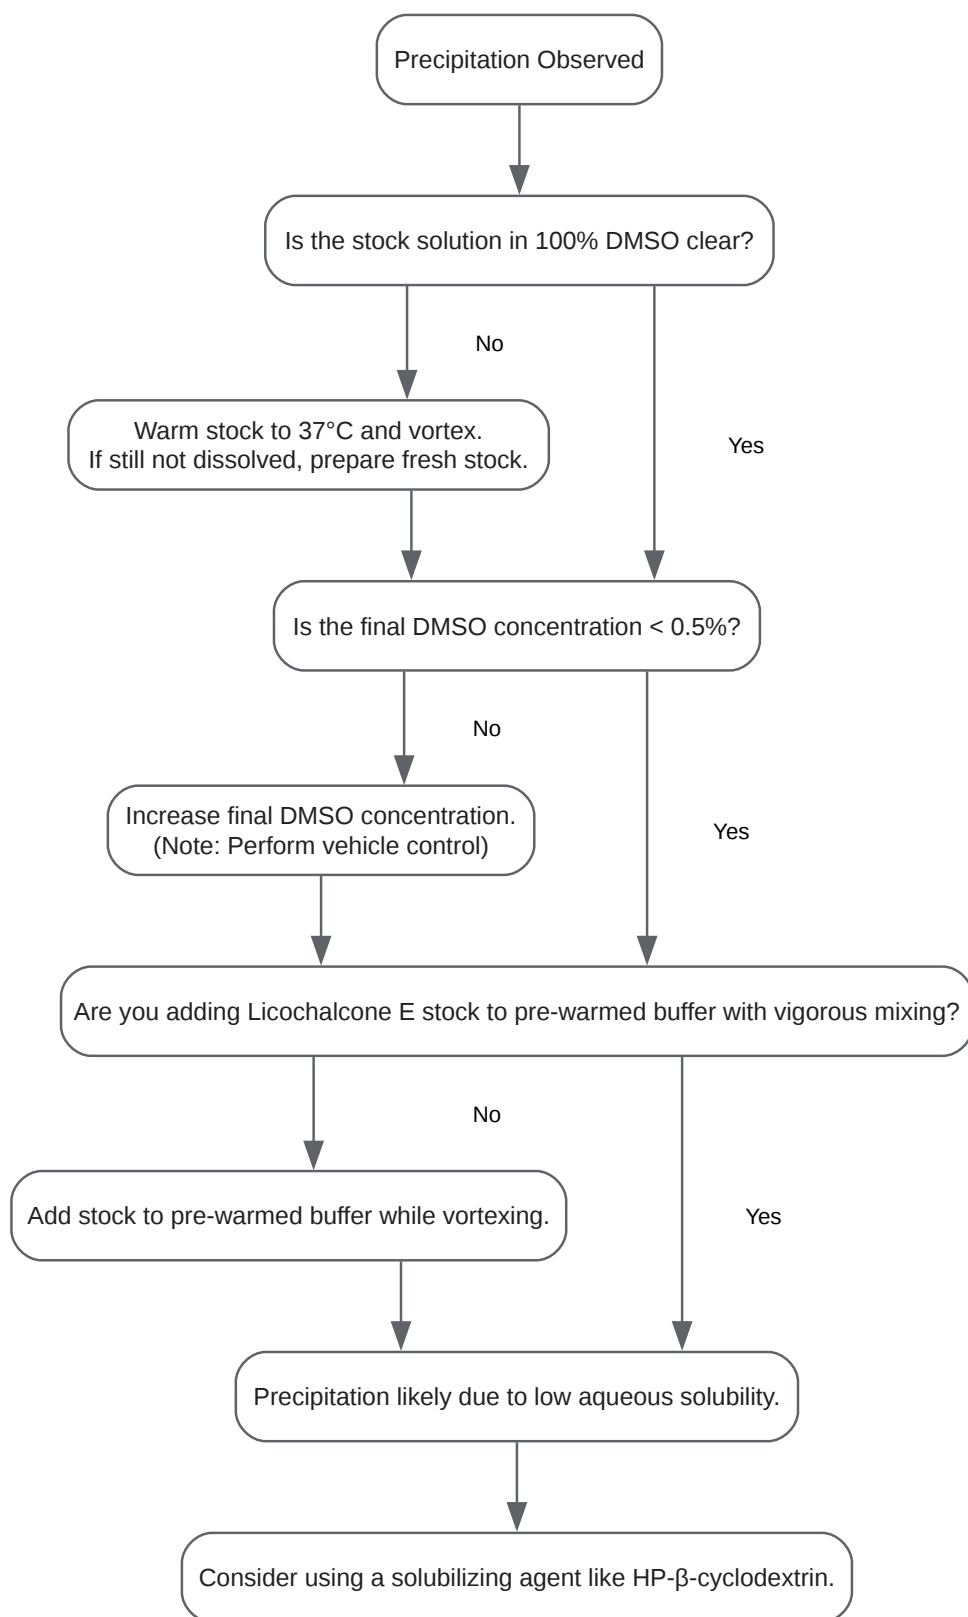 Precipitation Observed
Is the stock solution in 100% DMSO clear?
No
Warm stock to 37°C and vortex.
If still not dissolved, prepare fresh stock.
Yes
Is the final DMSO concentration < 0.5%?
No
Increase final DMSO concentration.
(Note: Perform vehicle control)
Yes
Are you adding Licochalcone E stock to pre-warmed buffer with vigorous mixing?
No
Add stock to pre-warmed buffer while vortexing.
Yes
Precipitation likely due to low aqueous solubility.
Consider using a solubilizing agent like HP-β-cyclodextrin.